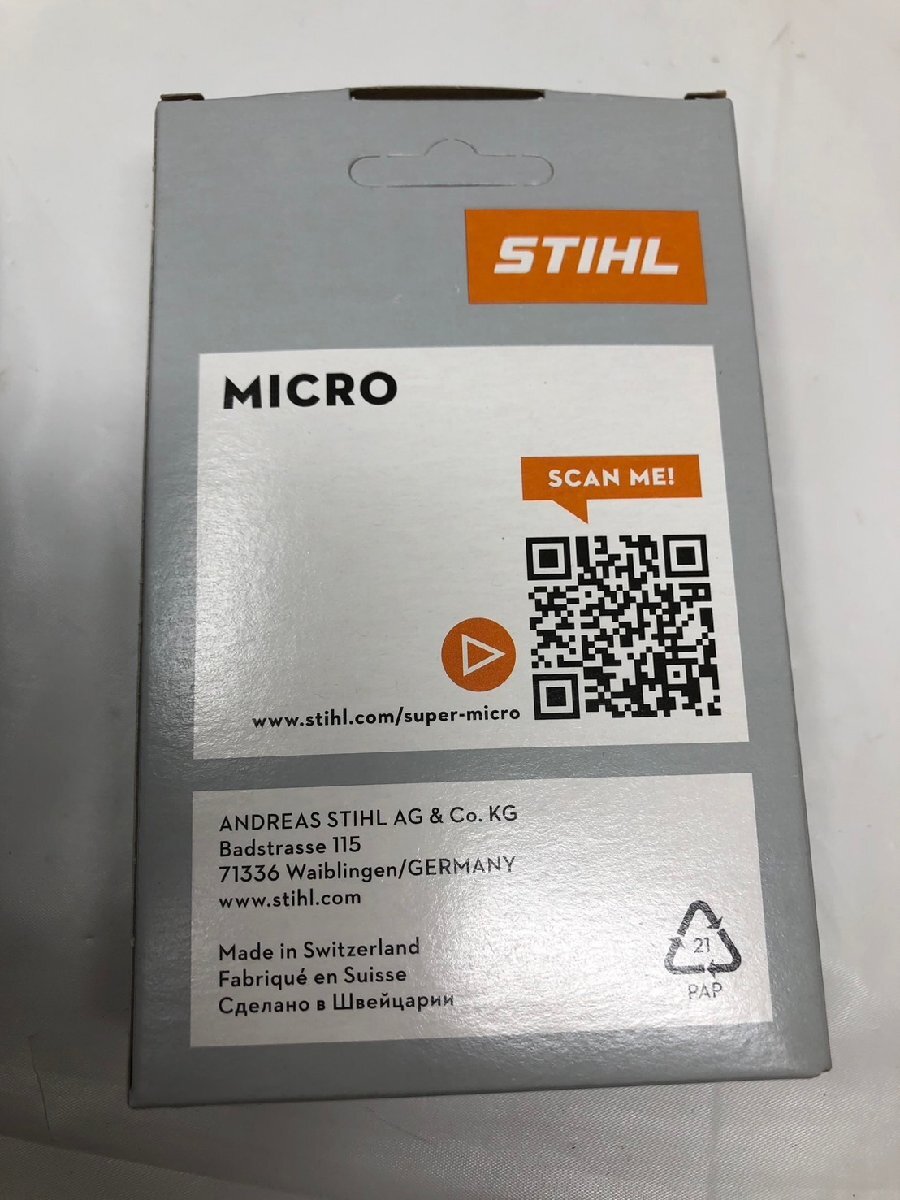 STIHL
MICRO
SCAN ME!
www.stihl.com/super-micro
ANDREAS STIHL AG & Co. KG
Badstrasse 115
71336 Waiblingen/GERMANY
www.stihl.com
Made in Switzerland
Fabriqué en Suisse
Сделано в Швейцарии
21
PAP